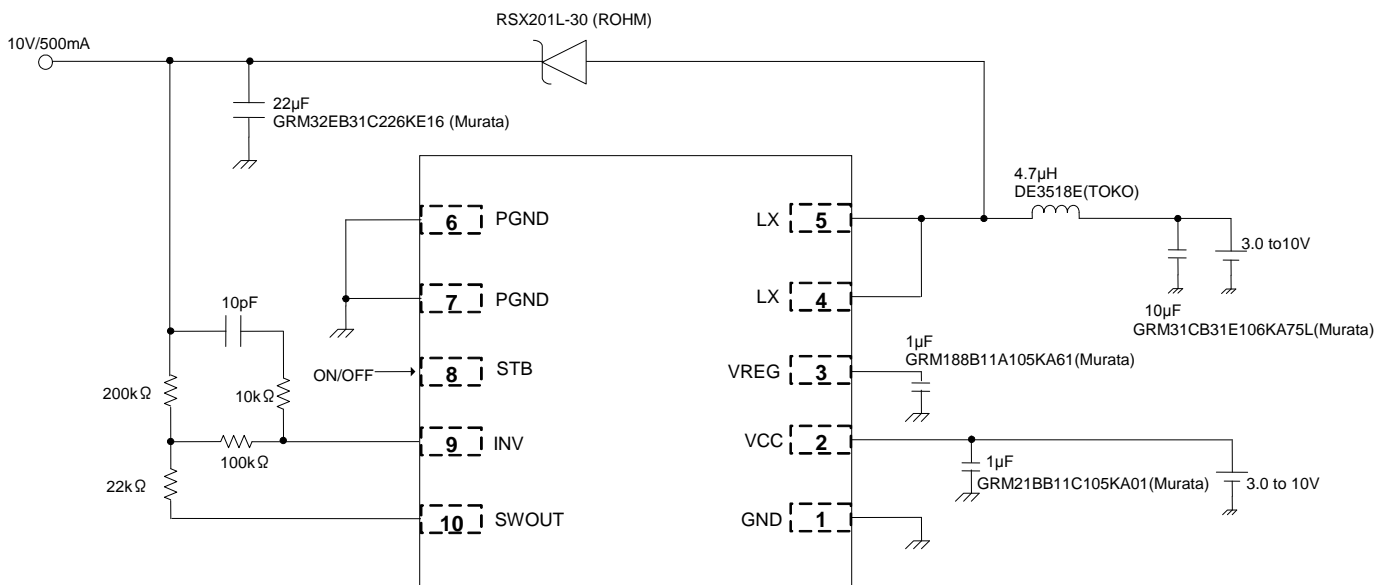 RSX201L-30 (ROHM)
10V/500mA
22µF
GRM32EB31C226KE16 (Murata)
4.7µH
DE3518E(TOKO)
6 PGND
LX 5
3.0 to10V
7 PGND
LX 4
10pF
10µF
GRM31CB31E106KA75L(Murata)
1µF
GRM188B11A105KA61(Murata)
ON/OFF
8 STB
VREG 3
200kΩ
10kΩ
9 INV
VCC 2
100kΩ
1µF
GRM21BB11C105KA01(Murata)
3.0 to 10V
22kΩ
10 SWOUT
GND 1